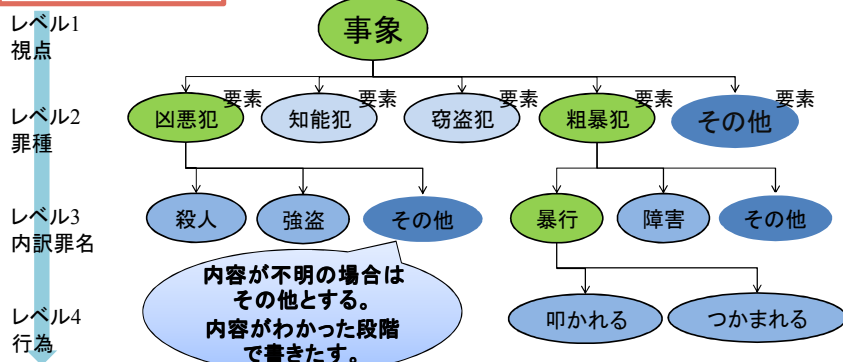 レベル1
視点
事象
要素
要素
要素
要素
要素
レベル2
罪種
凶悪犯
知能犯
窃盗犯
粗暴犯
その他
レベル3
内訳罪名
殺人
強盗
その他
暴行
障害
その他
内容が不明の場合は
その他とする。
内容がわかった段階
で書きたす。
レベル4
行為
叩かれる
つかまれる